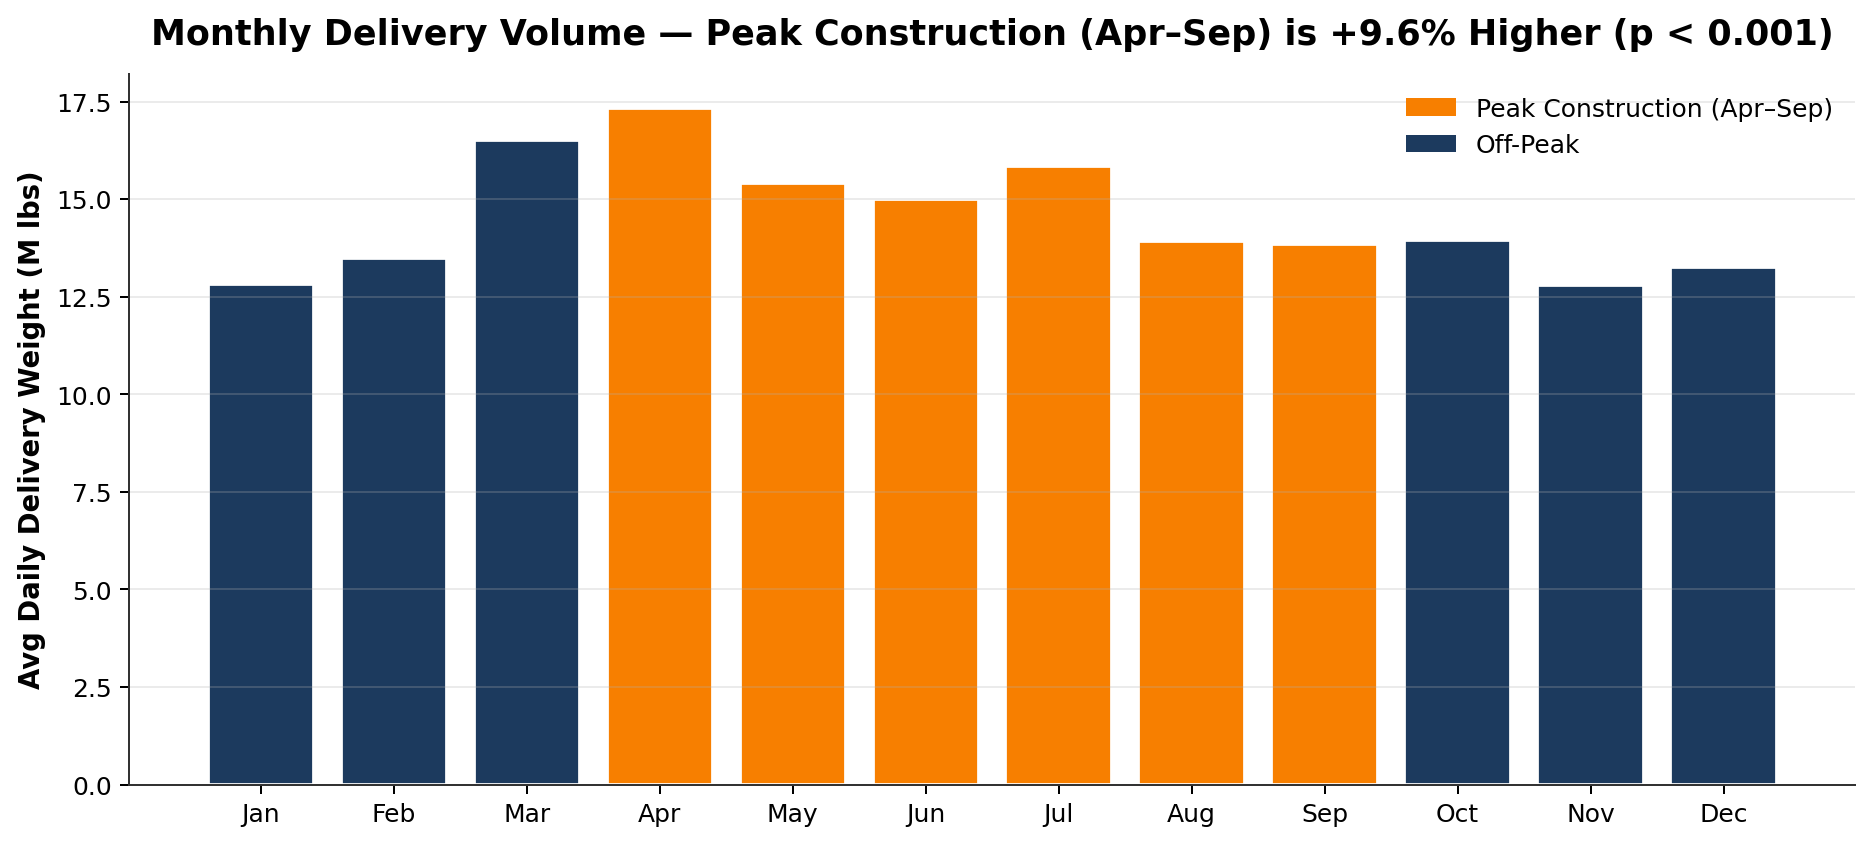 Monthly Delivery Volume — Peak Construction (Apr–Sep) is +9.6% Higher (p < 0.001)
Peak Construction (Apr–Sep)
Off-Peak
Avg Daily Delivery Weight (M lbs)
17.5
15.0
12.5
10.0
7.5
5.0
2.5
0.0
Jan Feb Mar Apr May Jun Jul Aug Sep Oct Nov Dec